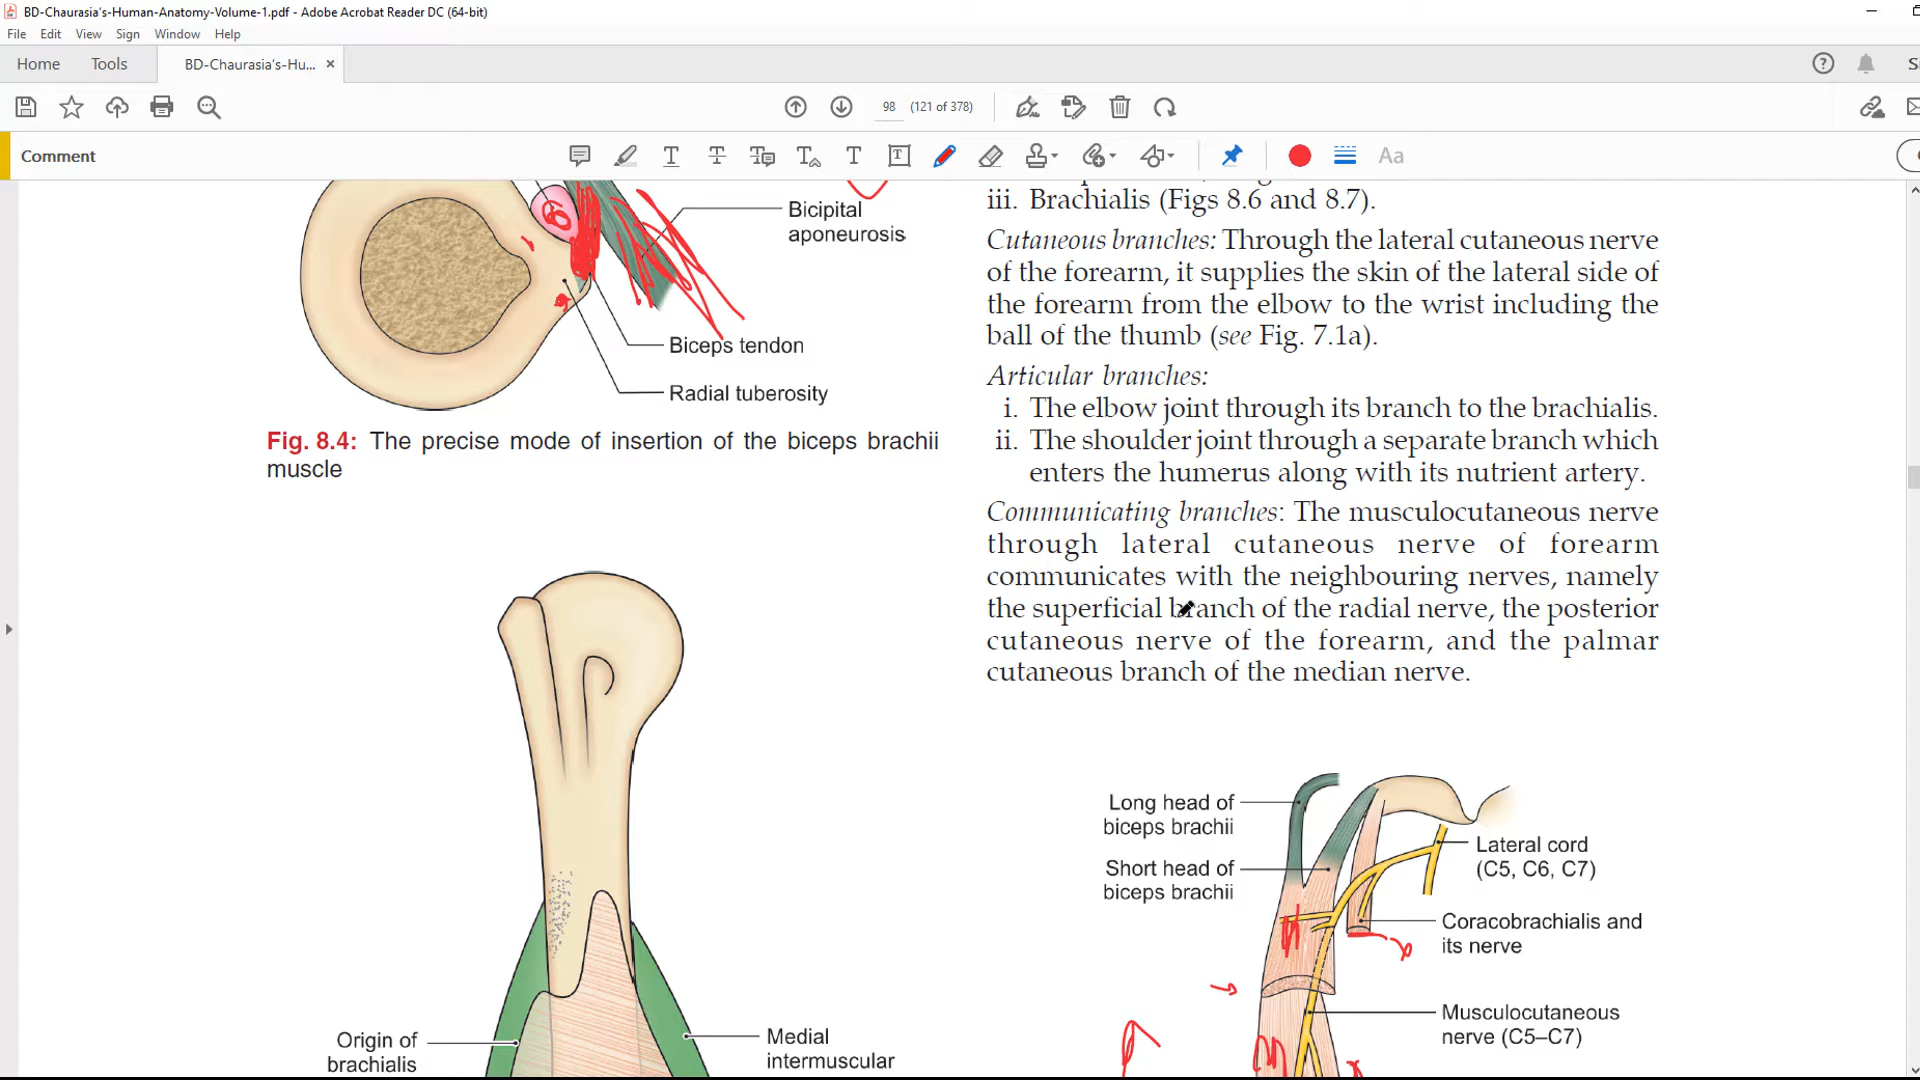 BD-Chaurasia's-Human-Anatomy-Volume-1.pdf - Adobe Acrobat Reader DC (64-bit)
File Edit View Sign Window Help
Home Tools BD-Chaurasia's-Hu... ×
98 (121 of 378)
Comment
Aa
Bicipital
aponeurosis
Biceps tendon
Radial tuberosity
Fig. 8.4: The precise mode of insertion of the biceps brachii
muscle
Origin of
brachialis
Medial
intermuscular
iii. Brachialis (Figs 8.6 and 8.7).
Cutaneous branches: Through the lateral cutaneous nerve
of the forearm, it supplies the skin of the lateral side of
the forearm from the elbow to the wrist including the
ball of the thumb (see Fig. 7.1a).
Articular branches:
i. The elbow joint through its branch to the brachialis.
ii. The shoulder joint through a separate branch which
enters the humerus along with its nutrient artery.
Communicating branches: The musculocutaneous nerve
through lateral cutaneous nerve of forearm
communicates with the neighbouring nerves, namely
the superficial branch of the radial nerve, the posterior
cutaneous nerve of the forearm, and the palmar
cutaneous branch of the median nerve.
Long head of
biceps brachii
Short head of
biceps brachii
Lateral cord
(C5, C6, C7)
Coracobrachialis and
its nerve
Musculocutaneous
nerve (C5–C7)